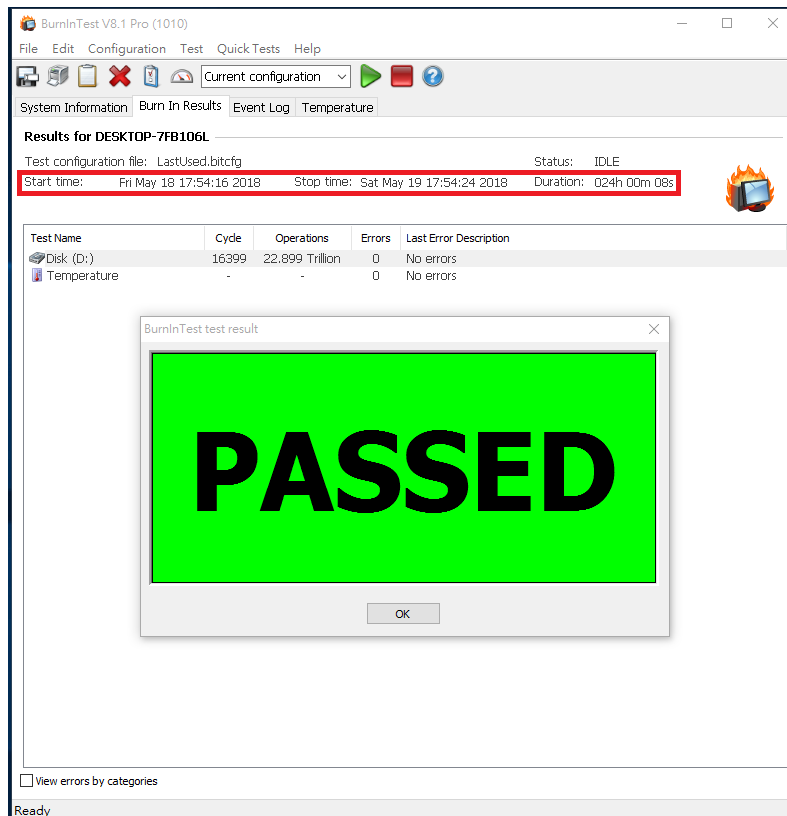 BurnInTest V8.1 Pro (1010)
File Edit Configuration Test Quick Tests Help
Current configuration
System Information Burn In Results Event Log Temperature
Results for DESKTOP-7FB106L
Test configuration file: LastUsed.bitcfg Status: IDLE
Start time: Fri May 18 17:54:16 2018 Stop time: Sat May 19 17:54:24 2018 Duration: 024h 00m 08s
Test Name Cycle Operations Errors Last Error Description
Disk (D:) 16399 22.899 Trillion 0 No errors
Temperature - - 0 No errors
BurnInTest test result
PASSED
OK
View errors by categories
Ready